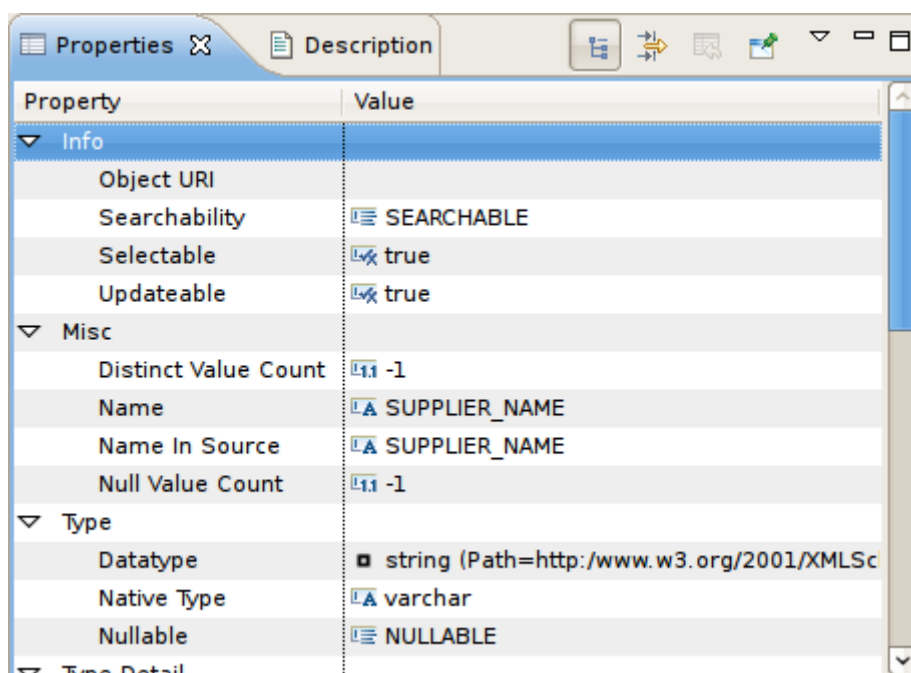 Properties Description
Property Value
Info
Object URI
Searchability SEARCHABLE
Selectable true
Updateable true
Misc
Distinct Value Count -1
Name SUPPLIER_NAME
Name In Source SUPPLIER_NAME
Null Value Count -1
Type
Datatype string (Path=http:/www.w3.org/2001/XMLSc
Native Type varchar
Nullable NULLABLE
Type Detail